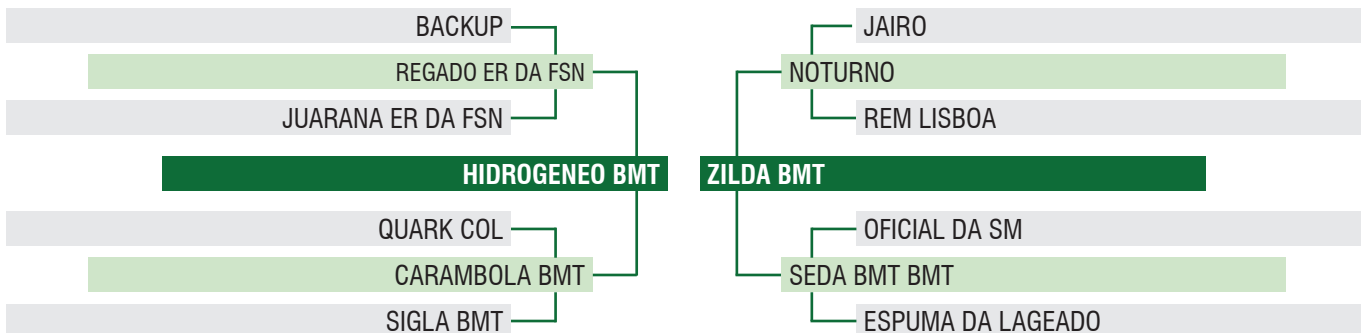 BACKUP
JAIRO
REGADO ER DA FSN
NOTURNO
JUARANA ER DA FSN
REM LISBOA
HIDROGENEO BMT
ZILDA BMT
QUARK COL
OFICIAL DA SM
CARAMBOLA BMT
SEDA BMT BMT
SIGLA BMT
ESPUMA DA LAGEADO